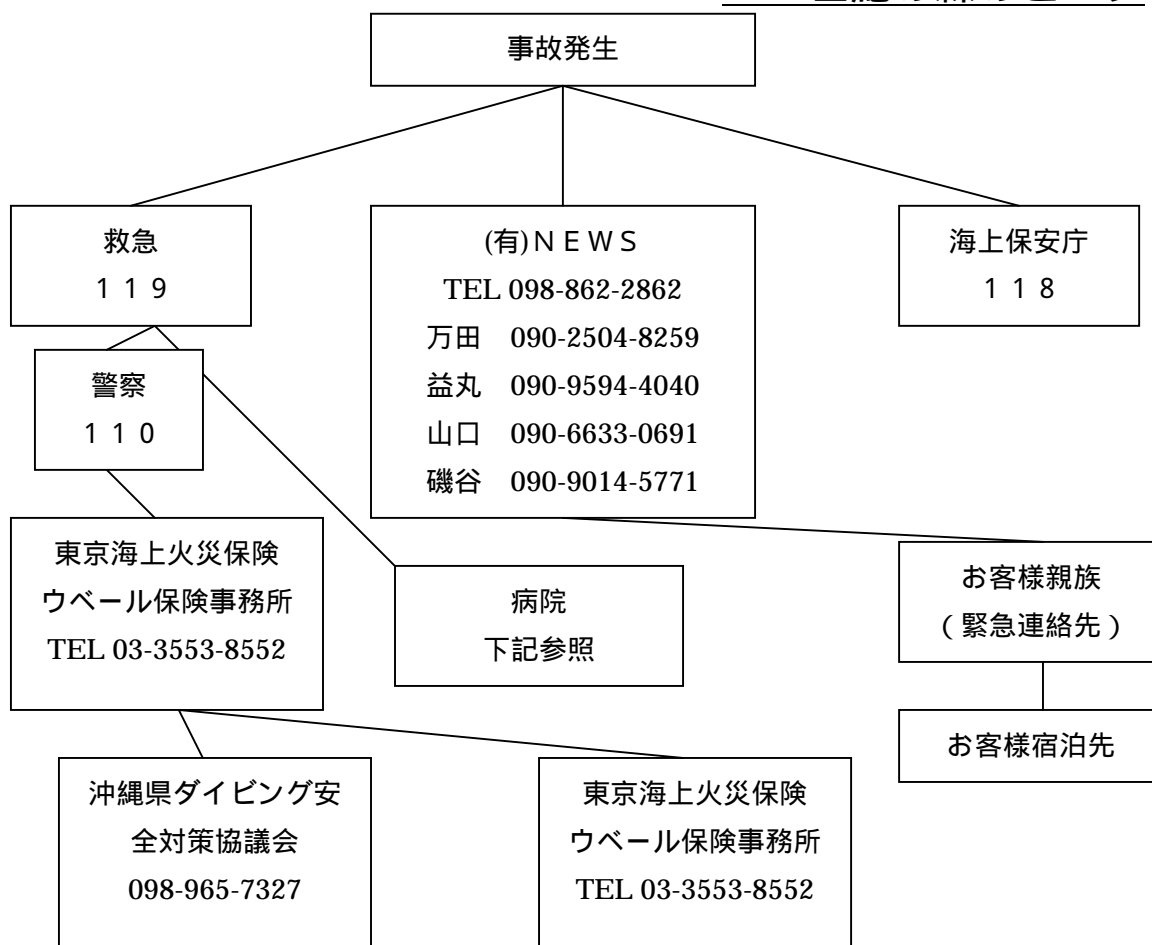 事故発生
救急
１１９
(有)ＮＥＷＳ
TEL 098-862-2862
万田　090-2504-8259
益丸　090-9594-4040
山口　090-6633-0691
磯谷　090-9014-5771
海上保安庁
１１８
警察
１１０
東京海上火災保険
ウベール保険事務所
TEL 03-3553-8552
病院
下記参照
お客様親族
（緊急連絡先）
お客様宿泊先
沖縄県ダイビング安
全対策協議会
098-965-7327
東京海上火災保険
ウベール保険事務所
TEL 03-3553-8552